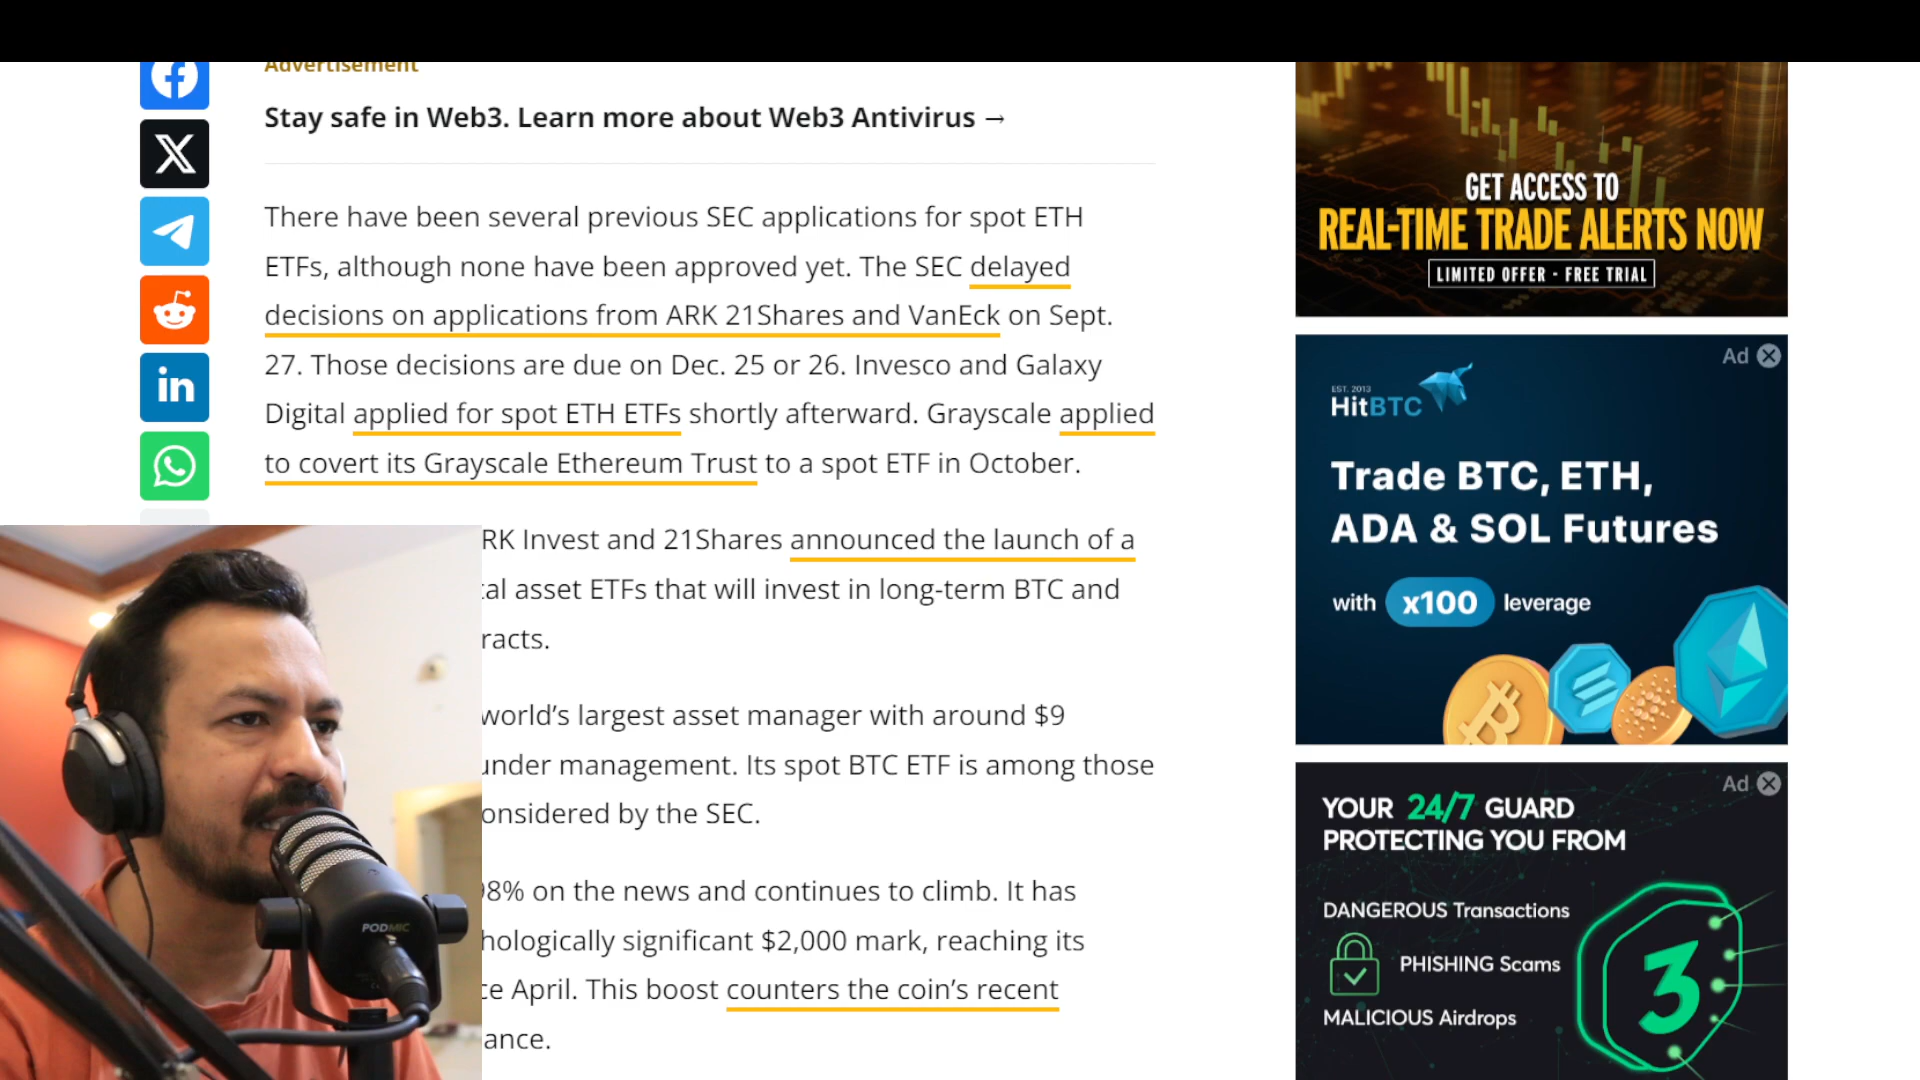 Advertisement
Stay safe in Web3. Learn more about Web3 Antivirus →
There have been several previous SEC applications for spot ETH
ETFs, although none have been approved yet. The SEC delayed
decisions on applications from ARK 21Shares and VanEck on Sept.
27. Those decisions are due on Dec. 25 or 26. Invesco and Galaxy
Digital applied for spot ETH ETFs shortly afterward. Grayscale applied
to covert its Grayscale Ethereum Trust to a spot ETF in October.
RK Invest and 21Shares announced the launch of a
al asset ETFs that will invest in long-term BTC and
racts.
world’s largest asset manager with around $9
under management. Its spot BTC ETF is among those
onsidered by the SEC.
98% on the news and continues to climb. It has
hologically significant $2,000 mark, reaching its
ce April. This boost counters the coin’s recent
ance.
PODMIC
GET ACCESS TO
REAL-TIME TRADE ALERTS NOW
LIMITED OFFER - FREE TRIAL
Ad
EST. 2013
HitBTC
Trade BTC, ETH,
ADA & SOL Futures
with x100 leverage
Ad
YOUR 24/7 GUARD
PROTECTING YOU FROM
DANGEROUS Transactions
PHISHING Scams
MALICIOUS Airdrops
3